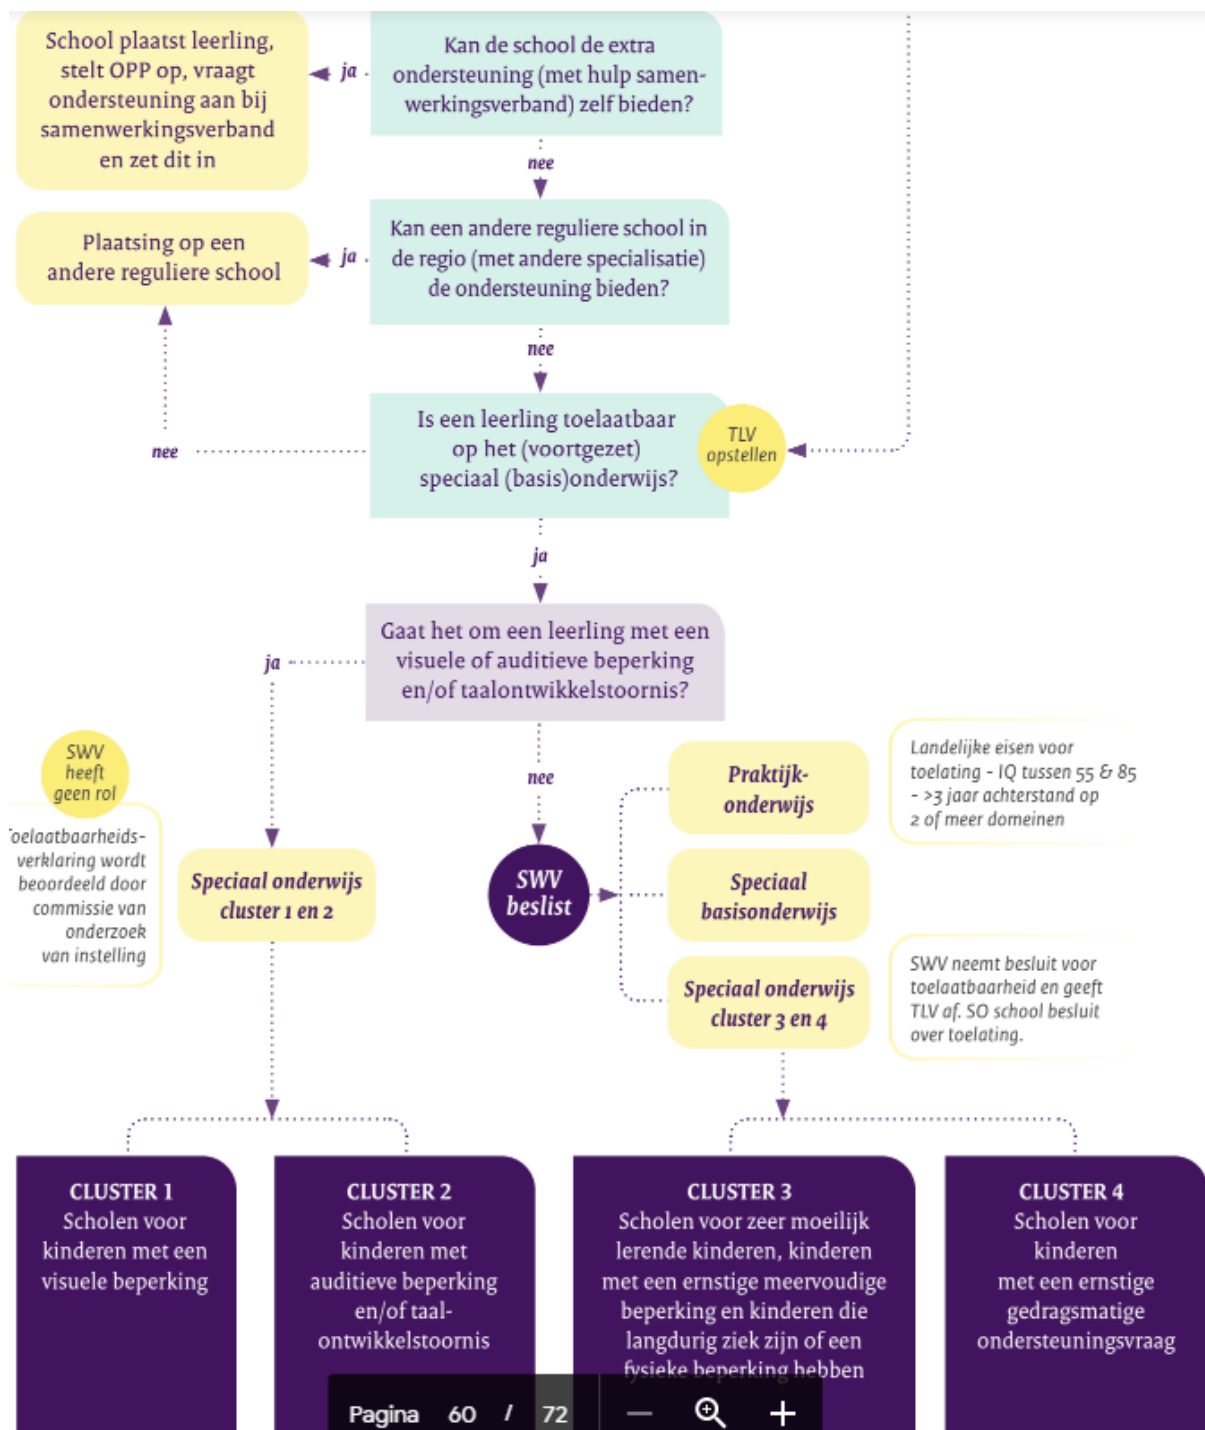 School plaatst leerling,
stelt OPP op, vraagt
ondersteuning aan bij
samenwerkingsverband
en zet dit in
ja
Kan de school de extra
ondersteuning (met hulp samen-
werkingsverband) zelf bieden?
nee
Plaatsing op een
andere reguliere school
ja
Kan een andere reguliere school in
de regio (met andere specialisatie)
de ondersteuning bieden?
nee
nee
Is een leerling toelaatbaar
op het (voortgezet)
speciaal (basis)onderwijs?
TLV
opstellen
ja
Gaat het om een leerling met een
visuele of auditieve beperking
en/of taalontwikkelstoornis?
ja
nee
SWV
heeft
geen rol
oelaatbaarheids-
verklaring wordt
beoordeeld door
commissie van
onderzoek
van instelling
Speciaal onderwijs
cluster 1 en 2
SWV
beslist
Praktijk-
onderwijs
Landelijke eisen voor
toelating - IQ tussen 55 & 85
- >3 jaar achterstand op
2 of meer domeinen
Speciaal
basisonderwijs
Speciaal onderwijs
cluster 3 en 4
SWV neemt besluit voor
toelaatbaarheid en geeft
TLV af. SO school besluit
over toelating.
CLUSTER 1
Scholen voor
kinderen met een
visuele beperking
CLUSTER 2
Scholen voor
kinderen met
auditieve beperking
en/of taal-
ontwikkelstoornis
CLUSTER 3
Scholen voor zeer moeilijk
lerende kinderen, kinderen
met een ernstige meervoudige
beperking en kinderen die
langdurig ziek zijn of een
fysieke beperking hebben
CLUSTER 4
Scholen voor
kinderen
met een ernstige
gedragsmatige
ondersteuningsvraag
Pagina 60 / 72